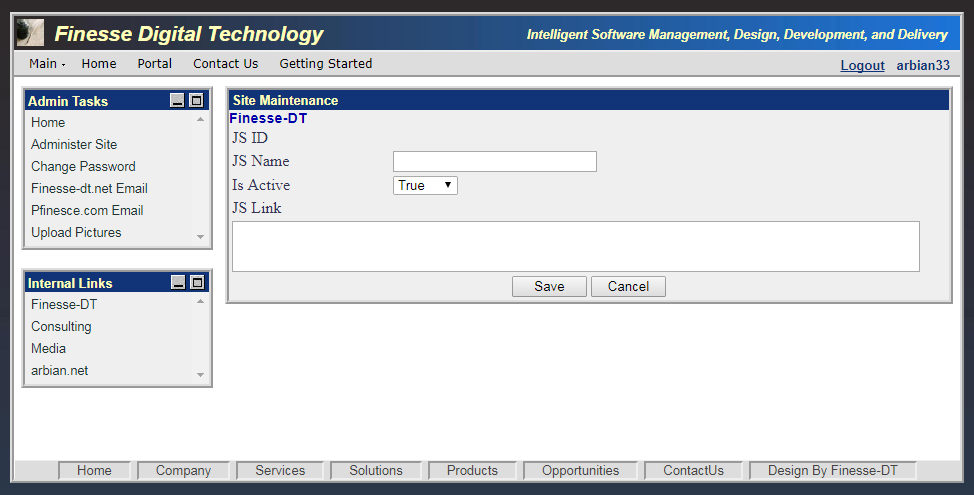 Finesse Digital Technology
Intelligent Software Management, Design, Development, and Delivery
Main Home Portal Contact Us Getting Started
Logout arbian33
Admin Tasks
Home
Administer Site
Change Password
Finesse-dt.net Email
Pfinesce.com Email
Upload Pictures
Internal Links
Finesse-DT
Consulting
Media
arbian.net
Site Maintenance
Finesse-DT
JS ID
JS Name
Is Active True
JS Link
Save Cancel
Home Company Services Solutions Products Opportunities ContactUs Design By Finesse-DT